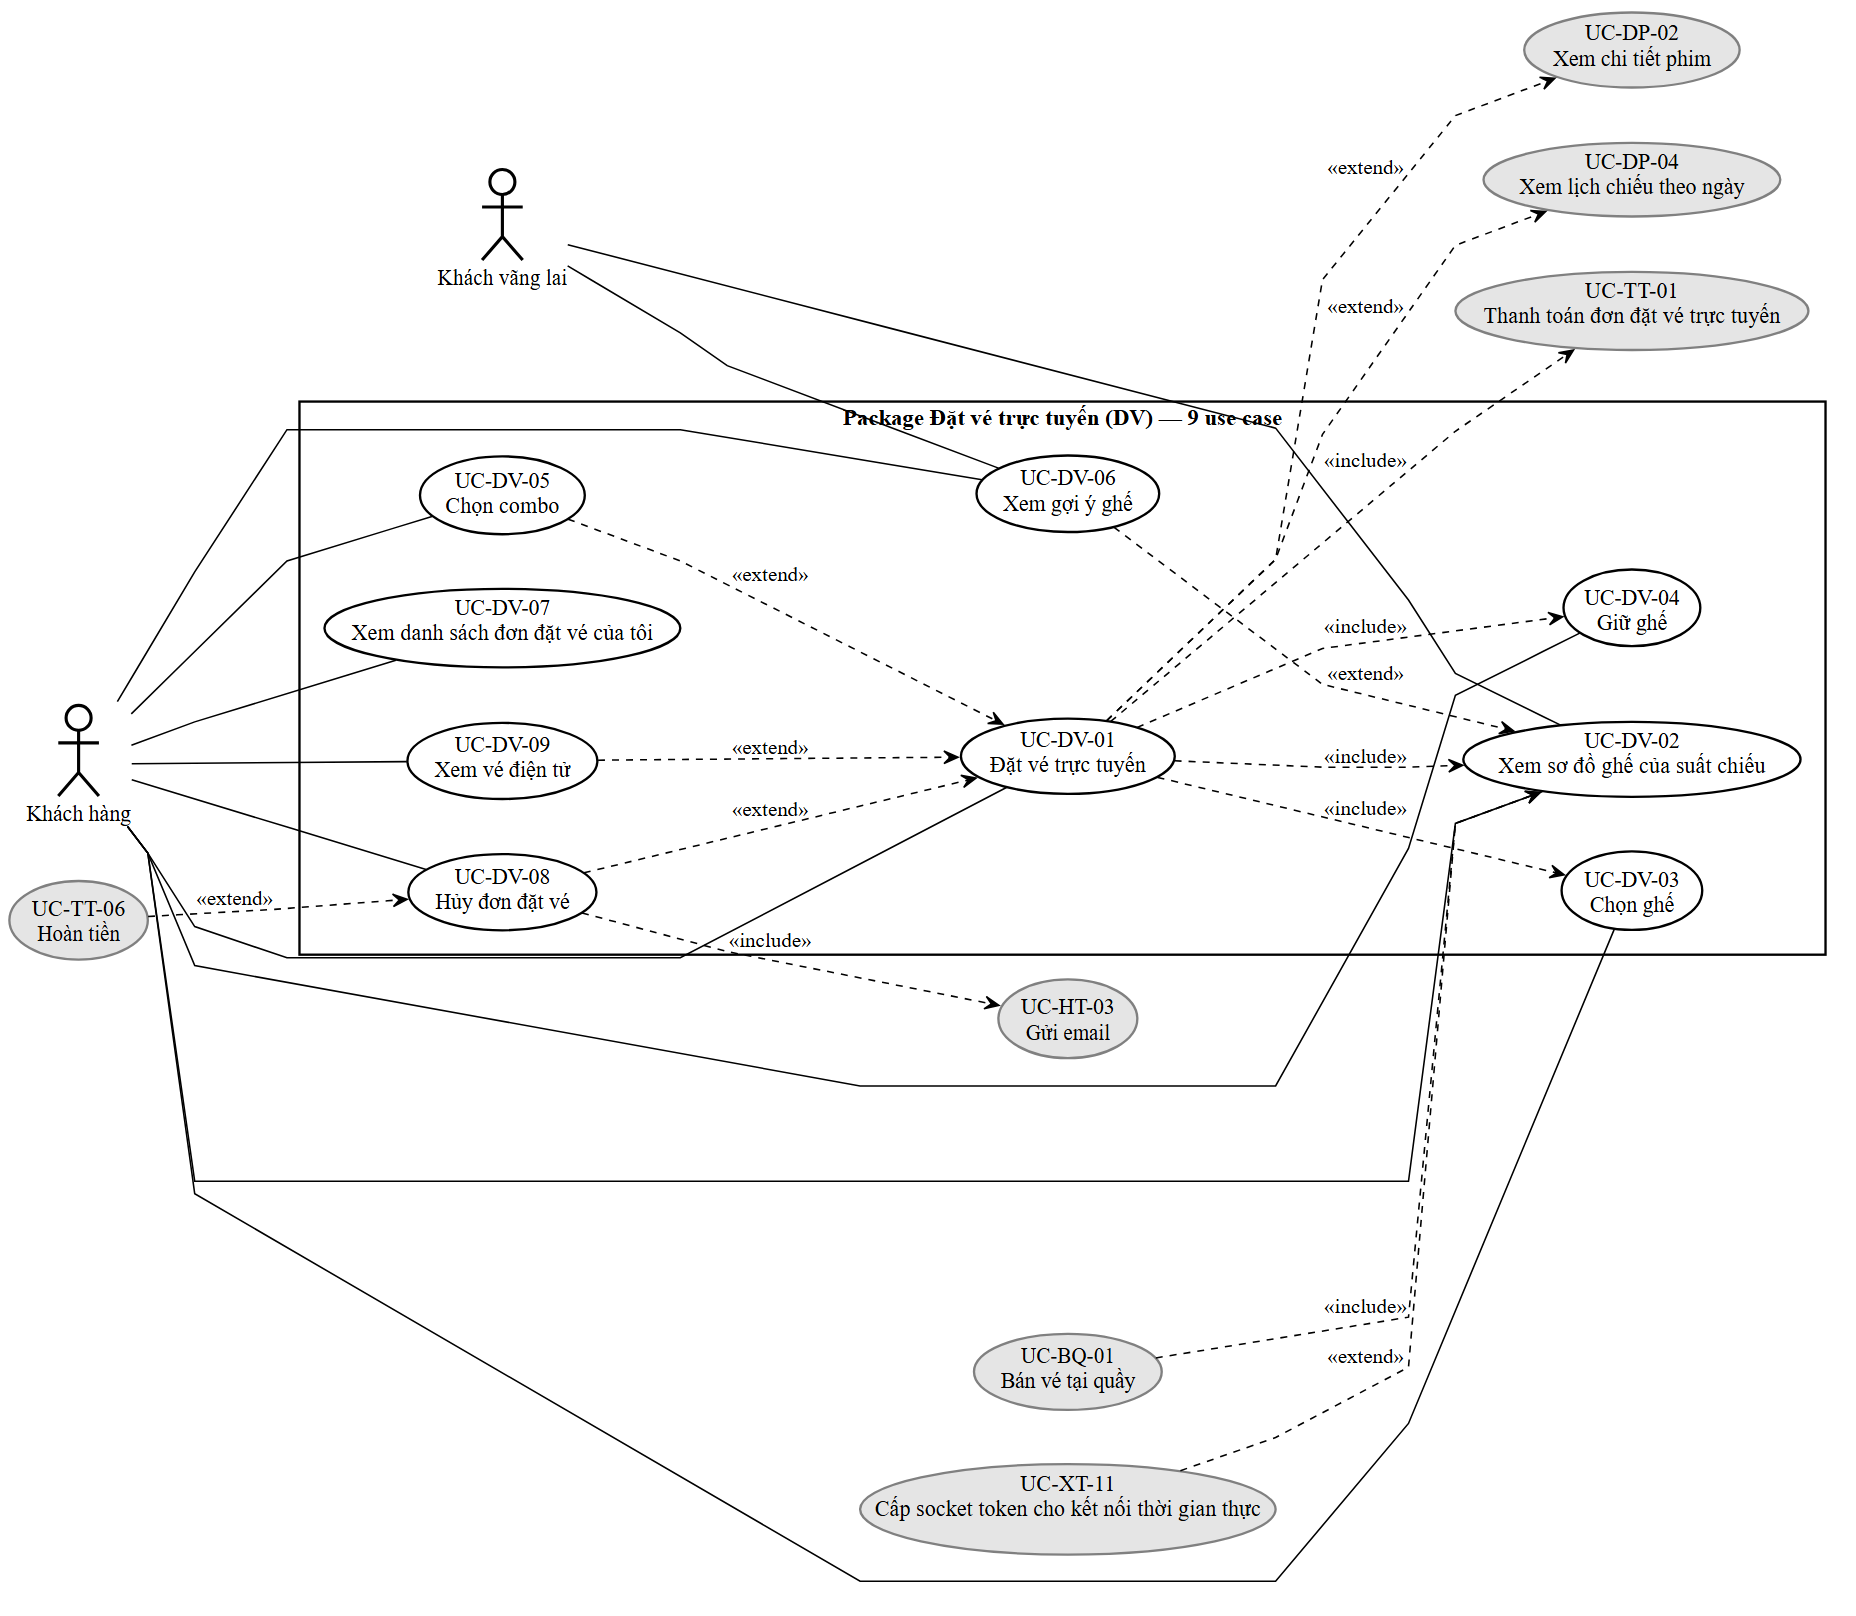 UC-DP-02
Xem chi tiết phim
«extend»
UC-DP-04
Xem lịch chiếu theo ngày
Khách vãng lai
«extend»
UC-TT-01
Thanh toán đơn đặt vé trực tuyến
Package Đặt vé trực tuyến (DV) — 9 use case
«include»
UC-DV-05
Chọn combo
UC-DV-06
Xem gợi ý ghế
«extend»
UC-DV-07
Xem danh sách đơn đặt vé của tôi
UC-DV-04
Giữ ghế
«include»
«extend»
UC-DV-09
Xem vé điện tử
«extend»
UC-DV-01
Đặt vé trực tuyến
«include»
UC-DV-02
Xem sơ đồ ghế của suất chiếu
Khách hàng
«extend»
«include»
UC-DV-08
Hủy đơn đặt vé
UC-DV-03
Chọn ghế
UC-TT-06
Hoàn tiền
«extend»
«include»
UC-HT-03
Gửi email
«include»
UC-BQ-01
Bán vé tại quầy
«extend»
UC-XT-11
Cấp socket token cho kết nối thời gian thực